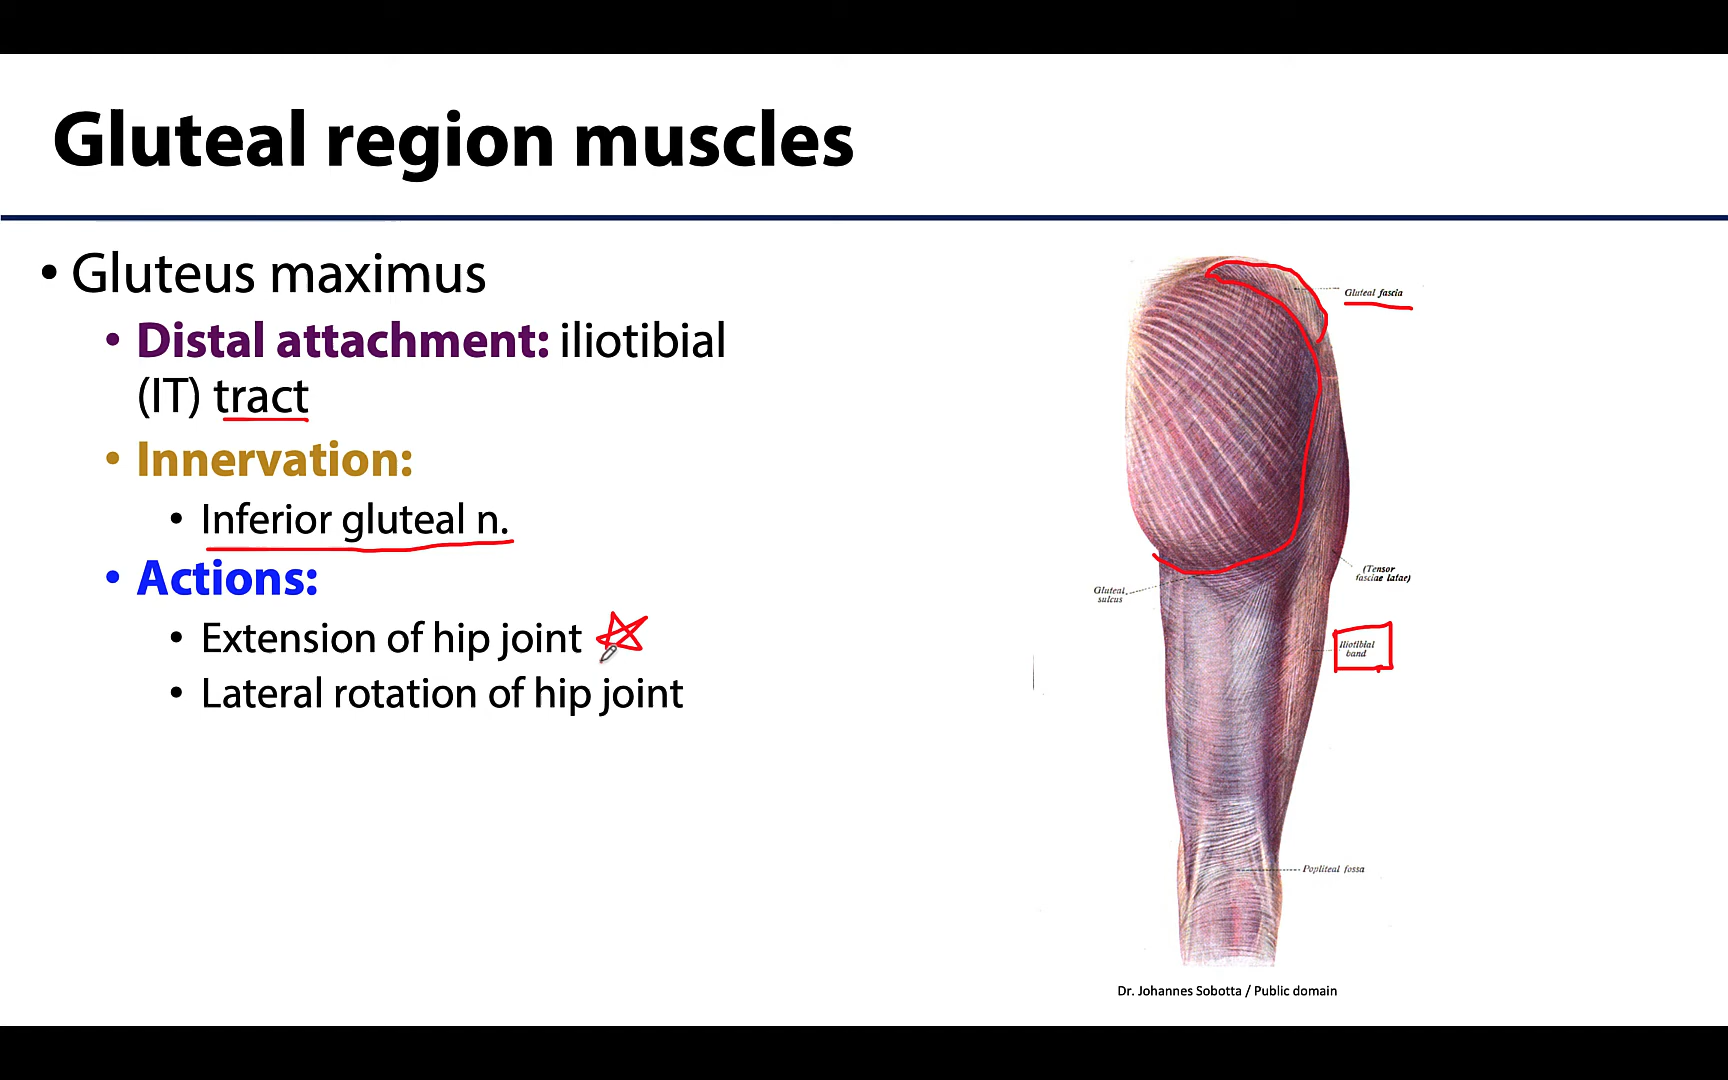 Gluteal region muscles
• Gluteus maximus
• Distal attachment: iliotibial
(IT) tract
• Innervation:
• Inferior gluteal n.
• Actions:
• Extension of hip joint
• Lateral rotation of hip joint
Gluteal fascia
(Tensor
fasciae latae)
Gluteal
sulcus
Iliotibial
band
Popliteal fossa
Dr. Johannes Sobotta / Public domain